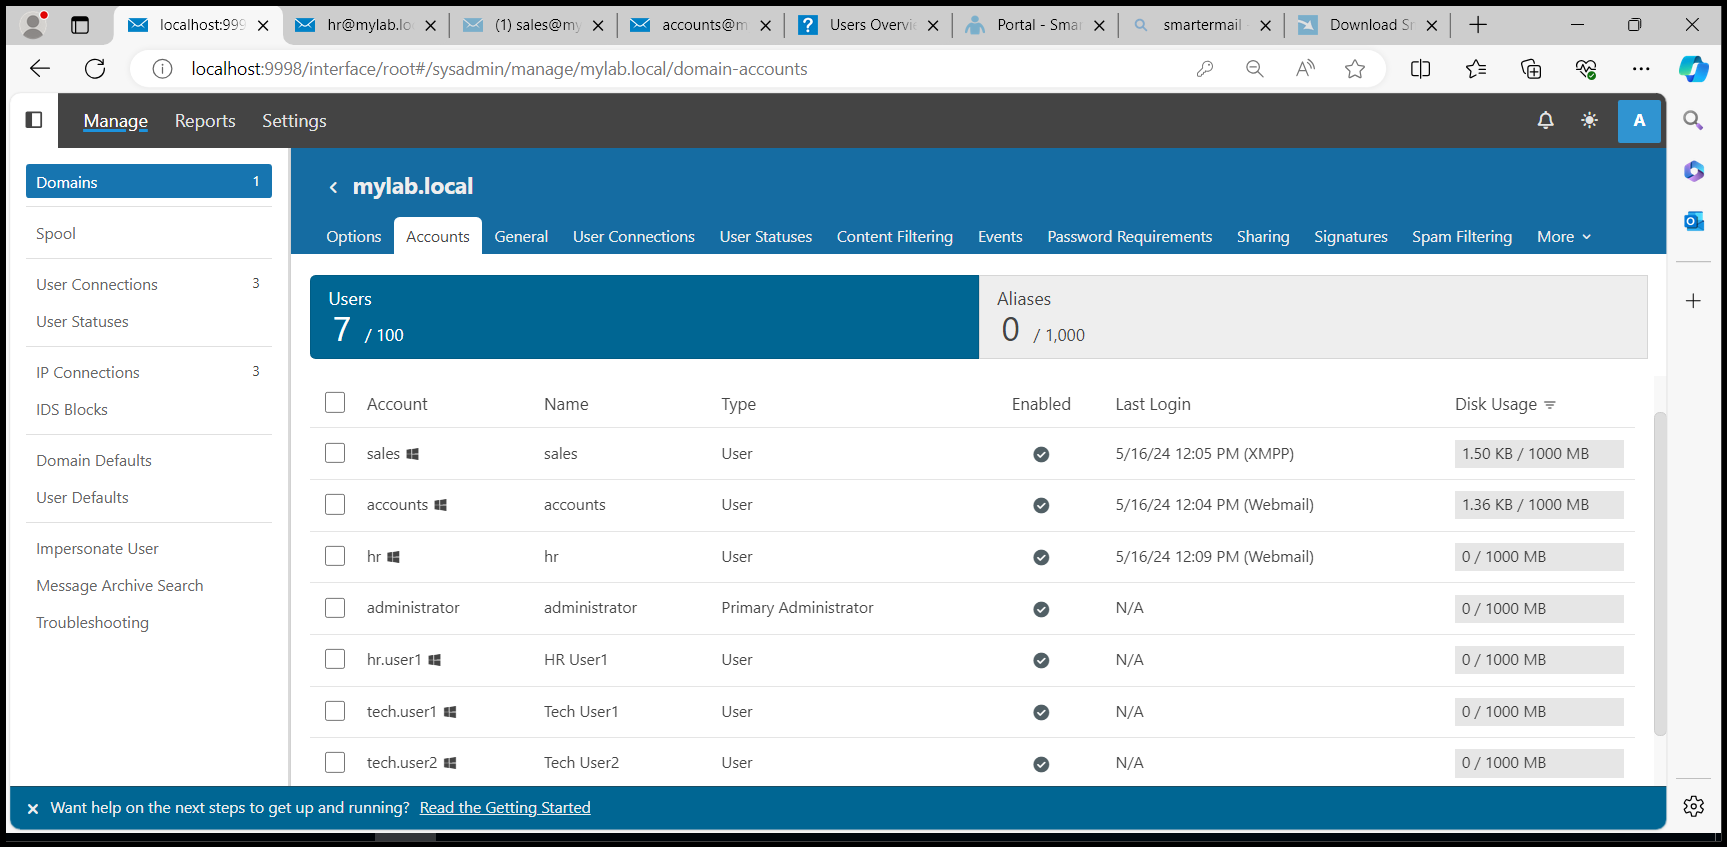 localhost:999
hr@mylab.lo
(1) sales@my
accounts@m
Users Overvi
Portal - Smar
smartermail
Download Sr
localhost:9998/interface/root#/sysadmin/manage/mylab.local/domain-accounts
Manage Reports Settings A
Domains 1
Spool
User Connections 3
User Statuses
IP Connections 3
IDS Blocks
Domain Defaults
User Defaults
Impersonate User
Message Archive Search
Troubleshooting
mylab.local
Options Accounts General User Connections User Statuses Content Filtering Events Password Requirements Sharing Signatures Spam Filtering More
Users
7 / 100
Aliases
0 / 1,000
Account Name Type Enabled Last Login Disk Usage
sales sales User 5/16/24 12:05 PM (XMPP) 1.50 KB / 1000 MB
accounts accounts User 5/16/24 12:04 PM (Webmail) 1.36 KB / 1000 MB
hr hr User 5/16/24 12:09 PM (Webmail) 0 / 1000 MB
administrator administrator Primary Administrator N/A 0 / 1000 MB
hr.user1 HR User1 User N/A 0 / 1000 MB
tech.user1 Tech User1 User N/A 0 / 1000 MB
tech.user2 Tech User2 User N/A 0 / 1000 MB
Want help on the next steps to get up and running? Read the Getting Started